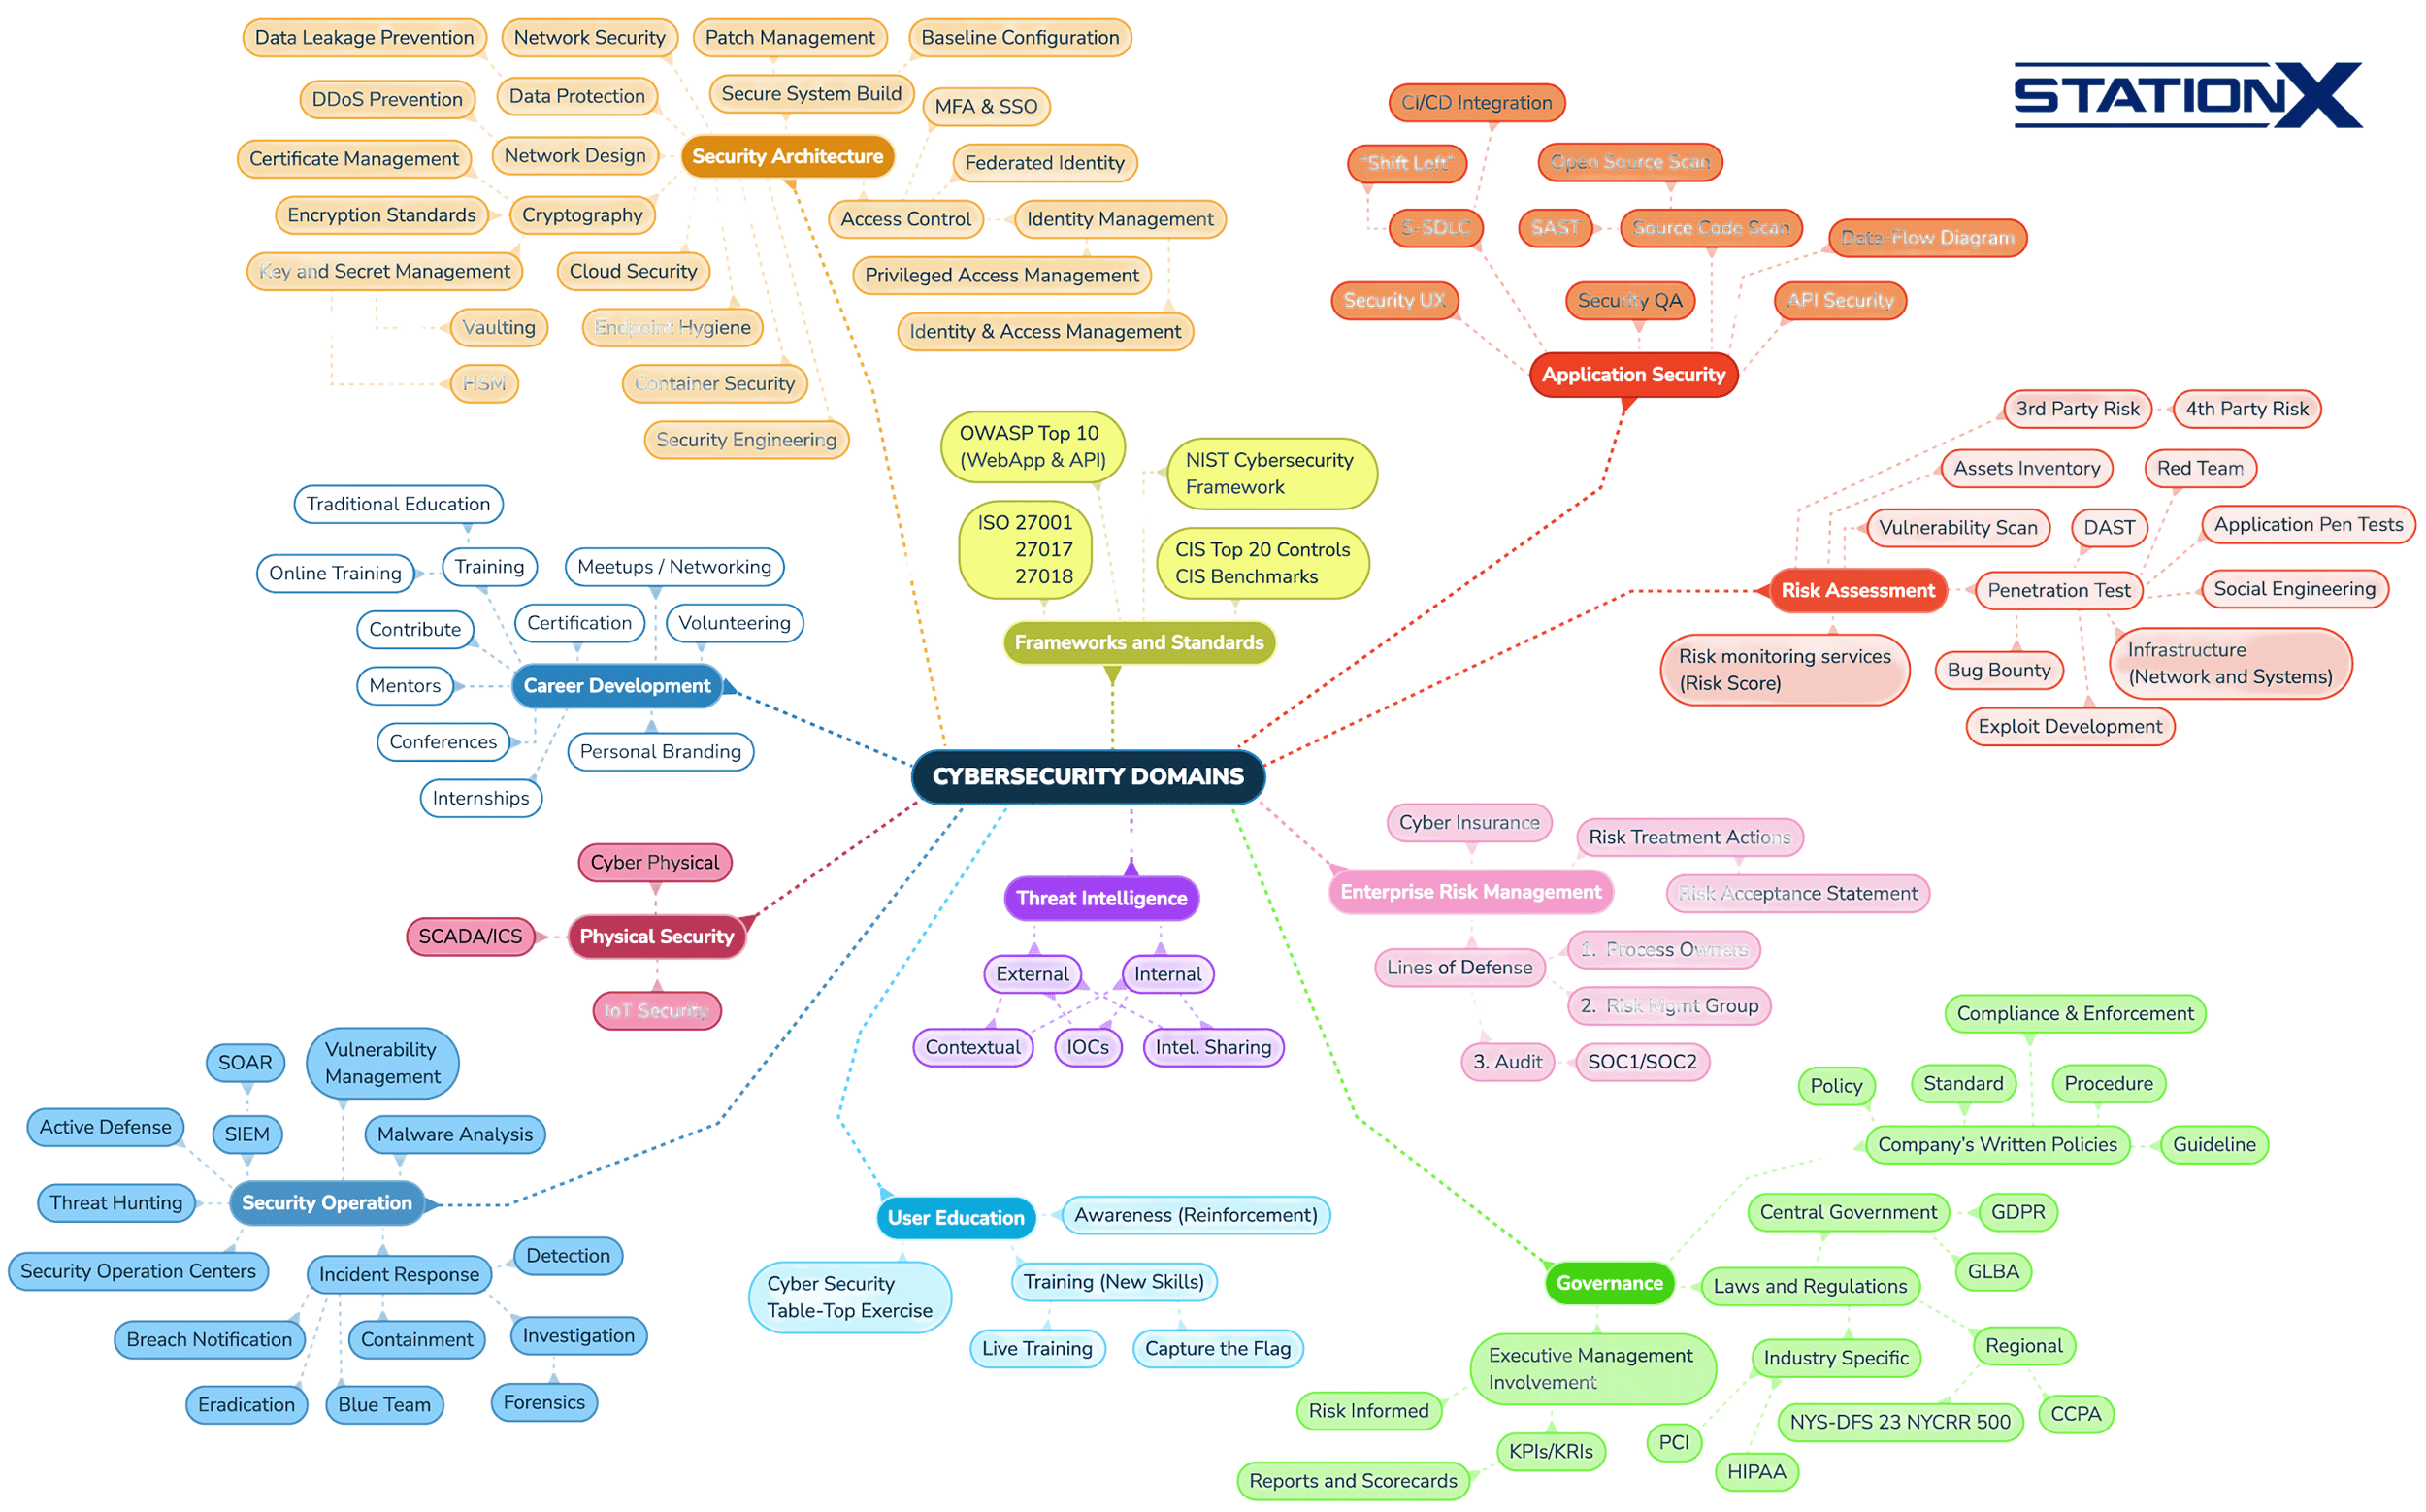 STATIONX
Data Leakage Prevention
Network Security
Patch Management
Baseline Configuration
DDoS Prevention
Data Protection
Secure System Build
MFA & SSO
Certificate Management
Network Design
Security Architecture
Federated Identity
Encryption Standards
Cryptography
Access Control
Identity Management
Key and Secret Management
Cloud Security
Privileged Access Management
Vaulting
Endpoint Hygiene
Identity & Access Management
HSM
Container Security
Security Engineering
CI/CD Integration
"Shift Left"
Open Source Scan
S-SDLC
SAST
Source Code Scan
Data-Flow Diagram
Security UX
Security QA
API Security
Application Security
OWASP Top 10
(WebApp & API)
NIST Cybersecurity
Framework
ISO 27001
27017
27018
CIS Top 20 Controls
CIS Benchmarks
Frameworks and Standards
3rd Party Risk
4th Party Risk
Assets Inventory
Red Team
Vulnerability Scan
DAST
Application Pen Tests
Risk Assessment
Penetration Test
Social Engineering
Risk monitoring services
(Risk Score)
Bug Bounty
Infrastructure
(Network and Systems)
Exploit Development
Traditional Education
Online Training
Training
Meetups / Networking
Contribute
Certification
Volunteering
Mentors
Career Development
Conferences
Personal Branding
Internships
CYBERSECURITY DOMAINS
Cyber Physical
SCADA/ICS
Physical Security
IoT Security
Threat Intelligence
External
Internal
Contextual
IOCs
Intel. Sharing
Cyber Insurance
Risk Treatment Actions
Enterprise Risk Management
Risk Acceptance Statement
Lines of Defense
1. Process Owners
2. Risk Mgmt Group
3. Audit
SOC1/SOC2
SOAR
Vulnerability
Management
Active Defense
SIEM
Malware Analysis
Threat Hunting
Security Operation
Security Operation Centers
Incident Response
Detection
Breach Notification
Containment
Investigation
Eradication
Blue Team
Forensics
User Education
Awareness (Reinforcement)
Cyber Security
Table-Top Exercise
Training (New Skills)
Live Training
Capture the Flag
Compliance & Enforcement
Policy
Standard
Procedure
Company's Written Policies
Guideline
Central Government
GDPR
GLBA
Governance
Laws and Regulations
Executive Management
Involvement
Industry Specific
Regional
Risk Informed
KPIs/KRIs
PCI
NYS-DFS 23 NYCRR 500
CCPA
HIPAA
Reports and Scorecards